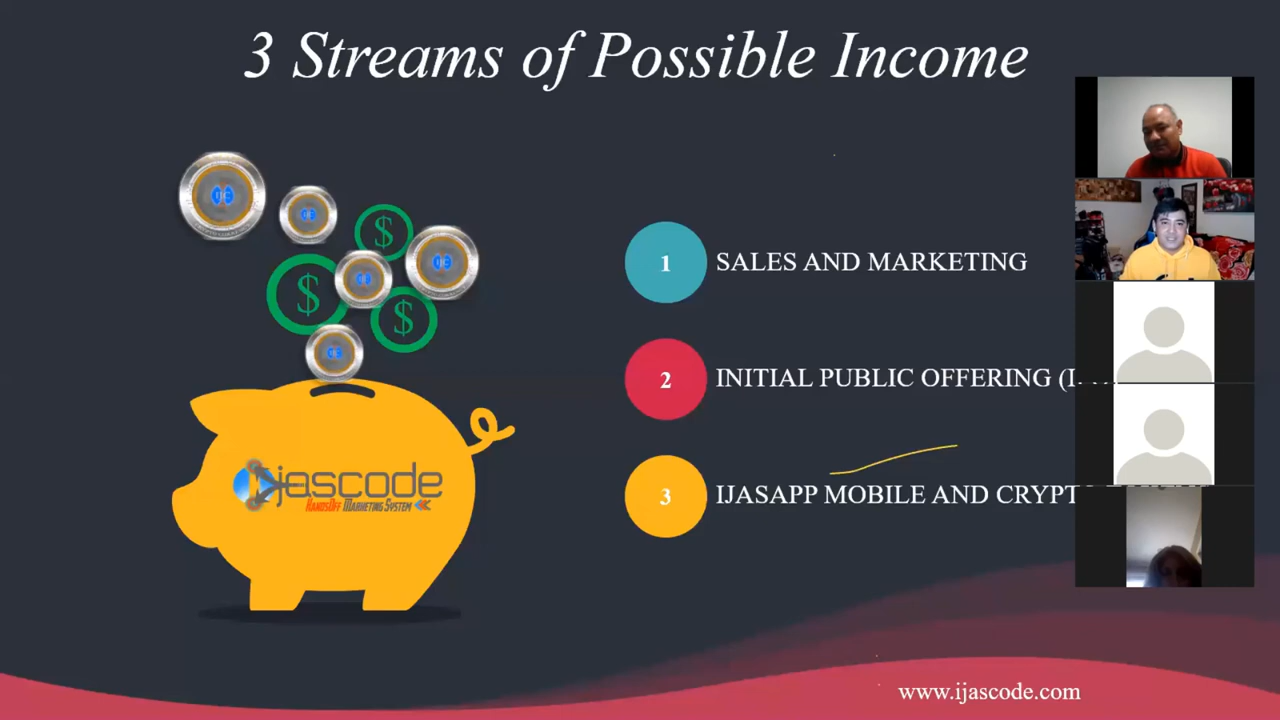 3 Streams of Possible Income
$
$
$
1 SALES AND MARKETING
2 INITIAL PUBLIC OFFERING
3 IJASAPP MOBILE AND
ijascode
HANDSOFF MARKETING SYSTEM
www.ijascode.com